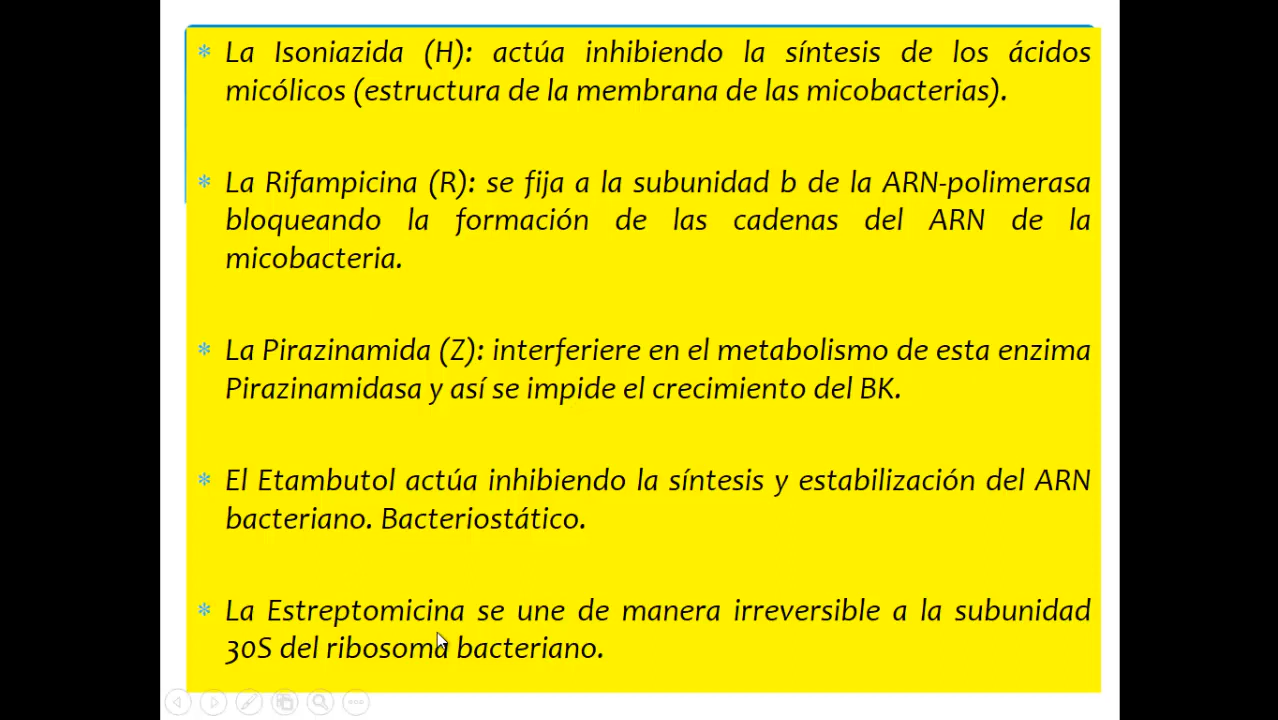 * La Isoniazida (H): actúa inhibiendo la síntesis de los ácidos
micólicos (estructura de la membrana de las micobacterias).
* La Rifampicina (R): se fija a la subunidad b de la ARN-polimerasa
bloqueando la formación de las cadenas del ARN de la
micobacteria.
* La Pirazinamida (Z): interferiere en el metabolismo de esta enzima
Pirazinamidasa y así se impide el crecimiento del BK.
* El Etambutol actúa inhibiendo la síntesis y estabilización del ARN
bacteriano. Bacteriostático.
* La Estreptomicina se une de manera irreversible a la subunidad
30S del ribosoma bacteriano.